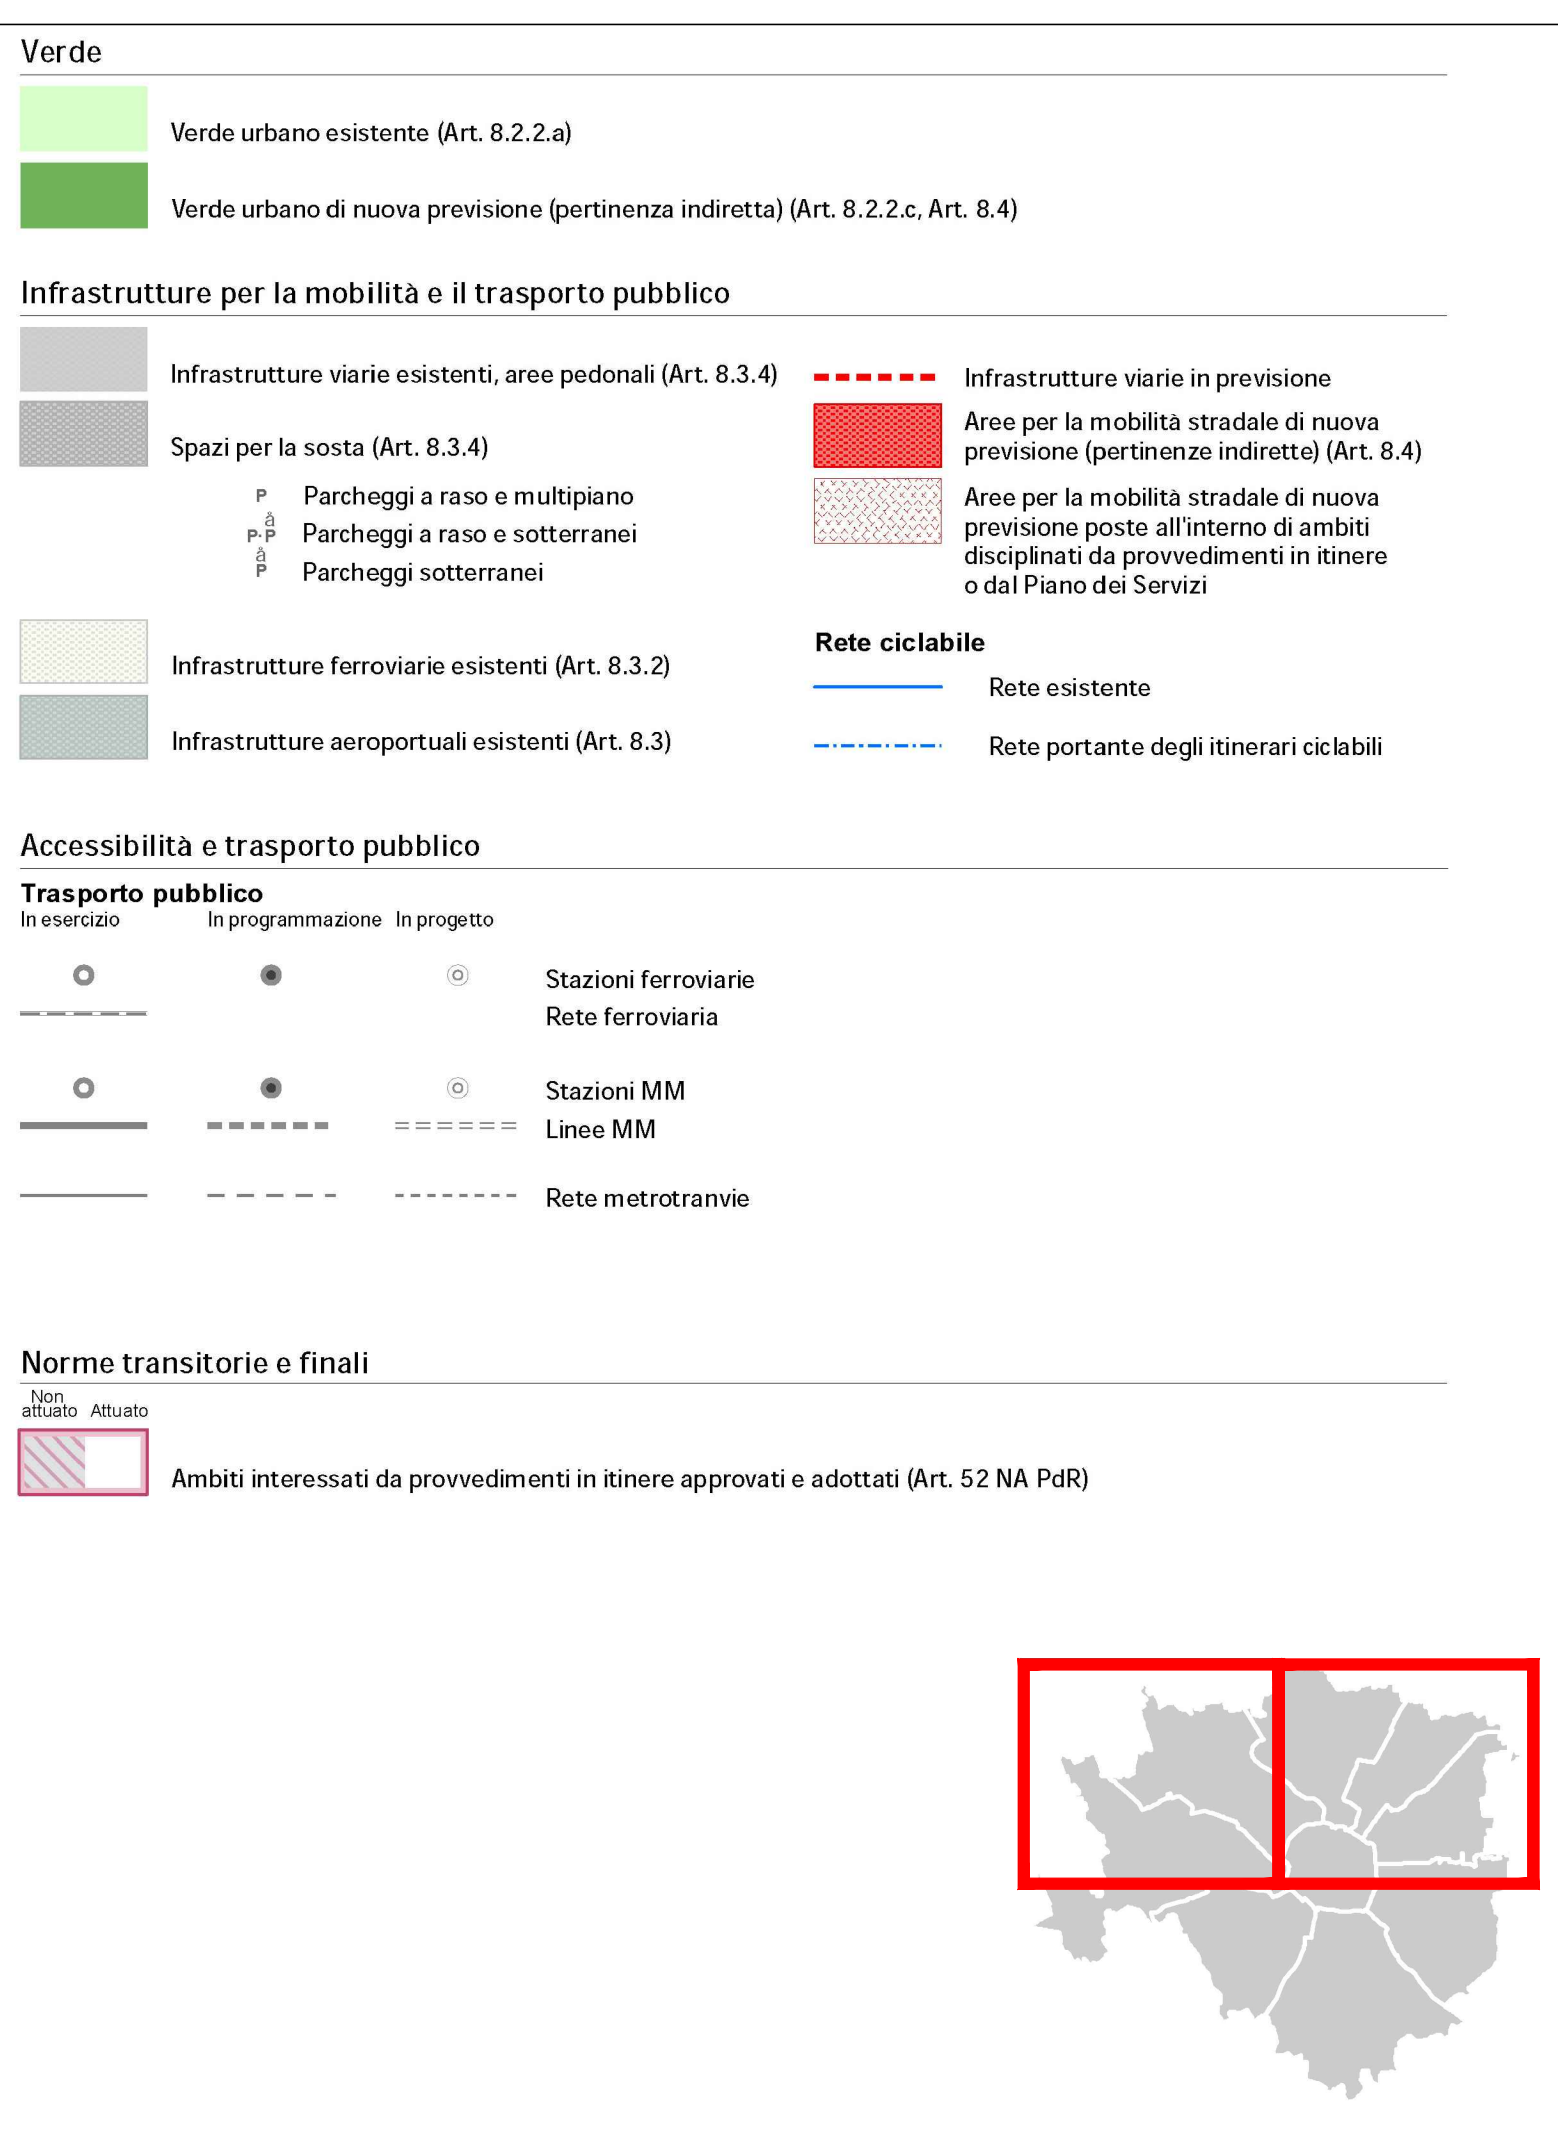 Verde
Verde urbano esistente (Art. 8.2.2.a)
Verde urbano di nuova previsione (pertinenza indiretta) (Art. 8.2.2.c, Art. 8.4)
Infrastrutture per la mobilità e il trasporto pubblico
Infrastrutture viarie esistenti, aree pedonali (Art. 8.3.4)
Spazi per la sosta (Art. 8.3.4)
P Parcheggi a raso e multipiano
å
P·P Parcheggi a raso e sotterranei
å
P Parcheggi sotterranei
Infrastrutture ferroviarie esistenti (Art. 8.3.2)
Infrastrutture aeroportuali esistenti (Art. 8.3)
Infrastrutture viarie in previsione
Aree per la mobilità stradale di nuova
previsione (pertinenze indirette) (Art. 8.4)
Aree per la mobilità stradale di nuova
previsione poste all'interno di ambiti
disciplinati da provvedimenti in itinere
o dal Piano dei Servizi
Rete ciclabile
Rete esistente
Rete portante degli itinerari ciclabili
Accessibilità e trasporto pubblico
Trasporto pubblico
In esercizio In programmazione In progetto
Stazioni ferroviarie
Rete ferroviaria
Stazioni MM
Linee MM
Rete metrotranvie
Norme transitorie e finali
Non
attuato Attuato
Ambiti interessati da provvedimenti in itinere approvati e adottati (Art. 52 NA PdR)